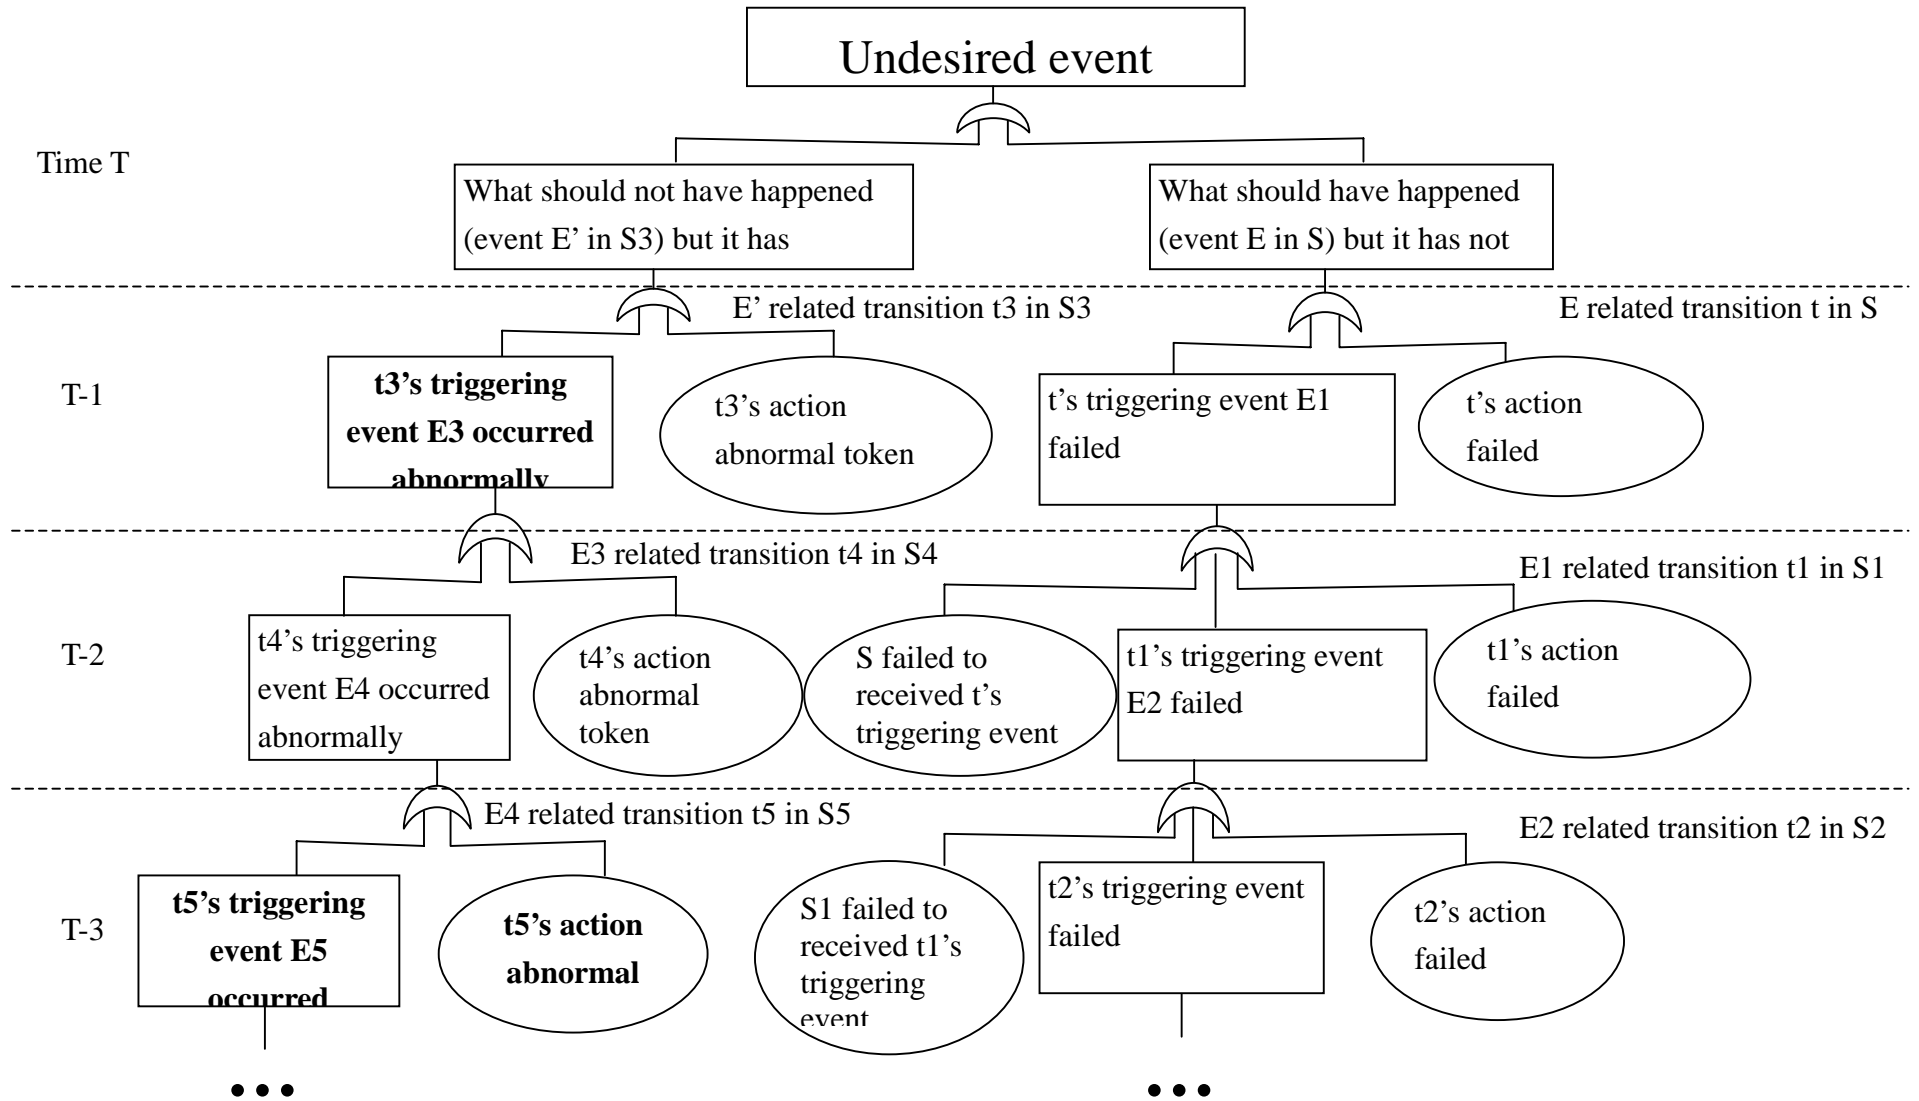 Undesired event
Time T
What should not have happened
(event E’ in S3) but it has
What should have happened
(event E in S) but it has not
E’ related transition t3 in S3
E related transition t in S
T-1
t3’s triggering
event E3 occurred
abnormally
t3’s action
abnormal token
t's triggering event E1
failed
t’s action
failed
E3 related transition t4 in S4
E1 related transition t1 in S1
T-2
t4’s triggering
event E4 occurred
abnormally
t4’s action
abnormal
token
S failed to
received t's
triggering event
t1’s triggering event
E2 failed
t1’s action
failed
E4 related transition t5 in S5
E2 related transition t2 in S2
T-3
t5’s triggering
event E5
occurred
t5’s action
abnormal
S1 failed to
received t1’s
triggering
event
t2’s triggering event
failed
t2’s action
failed